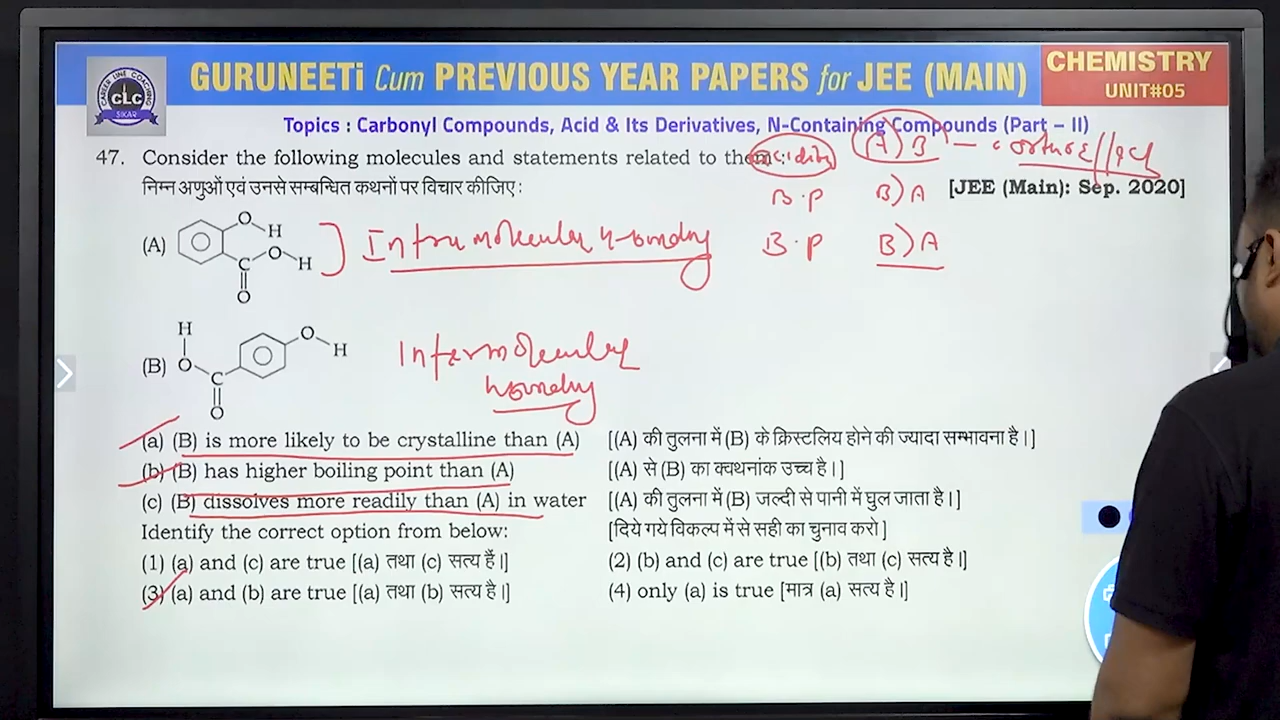 GURUNEETi Cum PREVIOUS YEAR PAPERS for JEE (MAIN)
CHEMISTRY
UNIT#05
CAREER LINE COACHING
CLC
SIKAR
Topics : Carbonyl Compounds, Acid & Its Derivatives, N-Containing Compounds (Part – II)
47. Consider the following molecules and statements related to them :
Acidity A > B
निम्न अणुओं एवं उनसे सम्बन्धित कथनों पर विचार कीजिए :
B.P B > A
[JEE (Main): Sep. 2020]
(A) O H O H C O
Intramolecular H-bonding
B.P B > A
(B) H O C O O H
Intermolecular
(a) (B) is more likely to be crystalline than (A) [(A) की तुलना में (B) के क्रिस्टलिय होने की ज्यादा सम्भावना है।]
(b) (B) has higher boiling point than (A) [(A) से (B) का क्वथनांक उच्च है।]
(c) (B) dissolves more readily than (A) in water [(A) की तुलना में (B) जल्दी से पानी में घुल जाता है।]
Identify the correct option from below: [दिये गये विकल्प में से सही का चुनाव करो]
(1) (a) and (c) are true [(a) तथा (c) सत्य हैं।] (2) (b) and (c) are true [(b) तथा (c) सत्य है।]
(3) (a) and (b) are true [(a) तथा (b) सत्य है।] (4) only (a) is true [मात्र (a) सत्य है।]